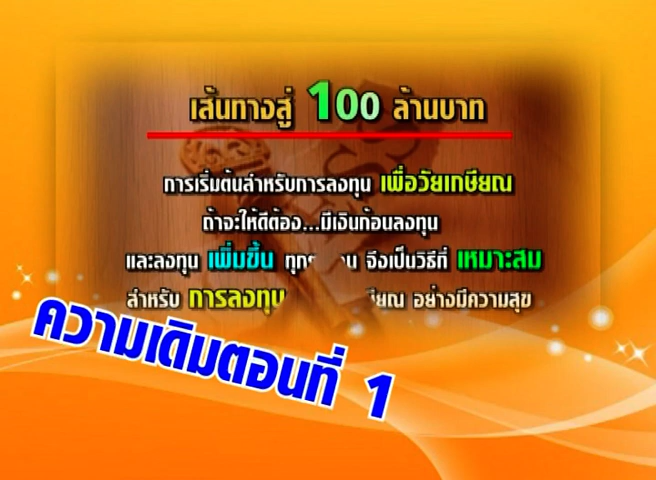 เส้นทางสู่ 100 ล้านบาท
การเริ่มต้นสำหรับการลงทุน เพื่อวัยเกษียณ
ถ้าจะให้ดีต้อง...มีเงินก้อนลงทุน
และลงทุน เพิ่มขึ้น จึงเป็นวิธีที่ เหมาะสม
สำหรับ การลงทุน อย่างมีความสุข
ความเดิมตอนที่ 1